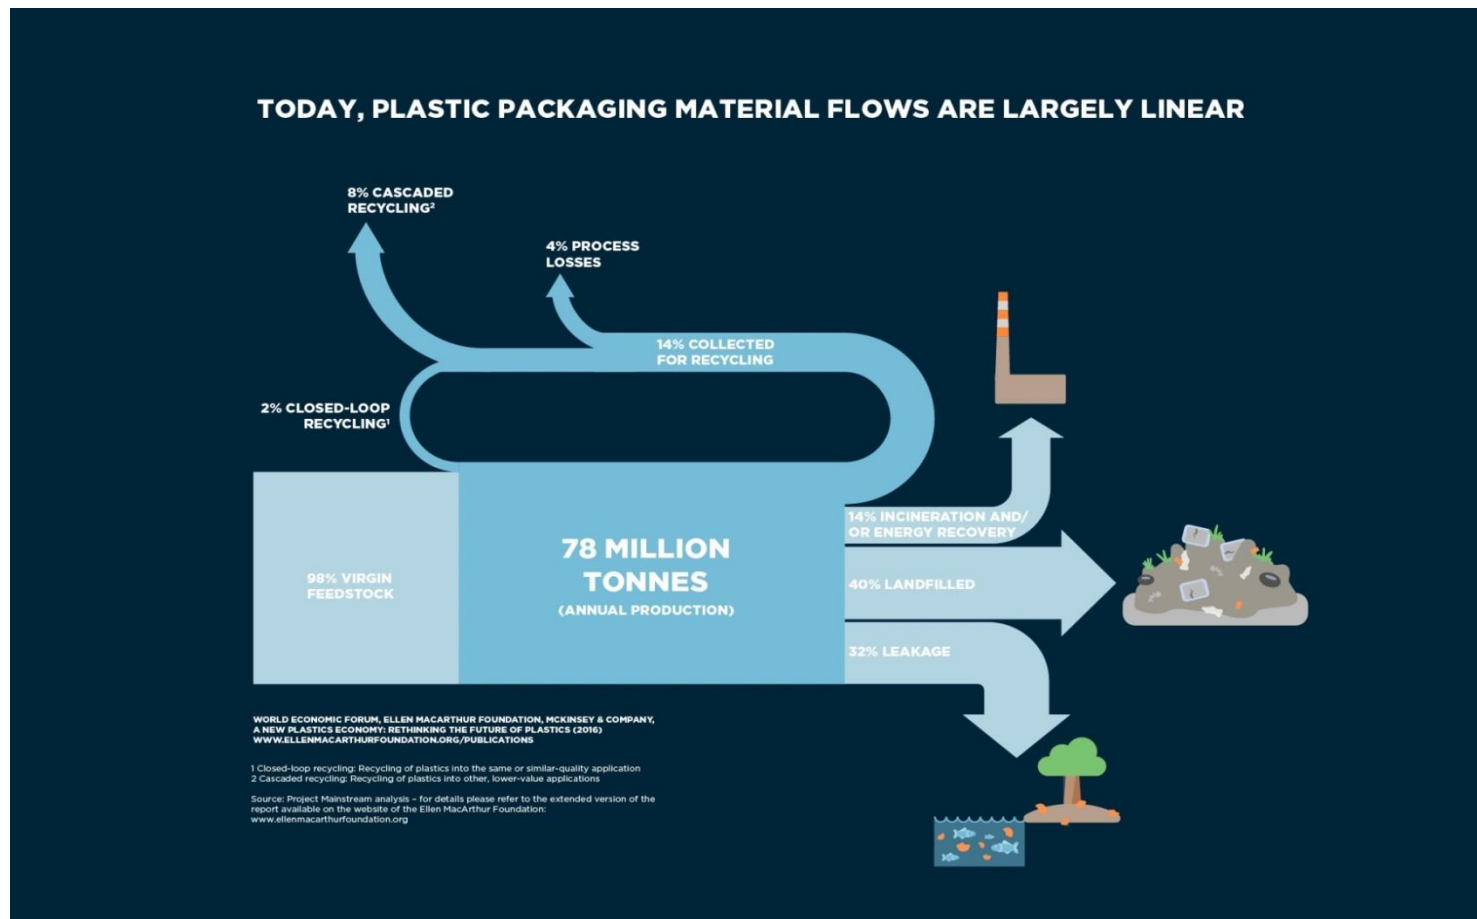 TODAY, PLASTIC PACKAGING MATERIAL FLOWS ARE LARGELY LINEAR
8% CASCADED
RECYCLING²
4% PROCESS
LOSSES
14% COLLECTED
FOR RECYCLING
2% CLOSED-LOOP
RECYCLING¹
98% VIRGIN
FEEDSTOCK
78 MILLION
TONNES
(ANNUAL PRODUCTION)
14% INCINERATION AND/
OR ENERGY RECOVERY
40% LANDFILLED
32% LEAKAGE
WORLD ECONOMIC FORUM, ELLEN MACARTHUR FOUNDATION, MCKINSEY & COMPANY,
A NEW PLASTICS ECONOMY: RETHINKING THE FUTURE OF PLASTICS (2016)
WWW.ELLENMACARTHURFOUNDATION.ORG/PUBLICATIONS
1 Closed-loop recycling: Recycling of plastics into the same or similar-quality application
2 Cascaded recycling: Recycling of plastics into other, lower-value applications
Source: Project Mainstream analysis – for details please refer to the extended version of the
report available on the website of the Ellen MacArthur Foundation:
www.ellenmacarthurfoundation.org